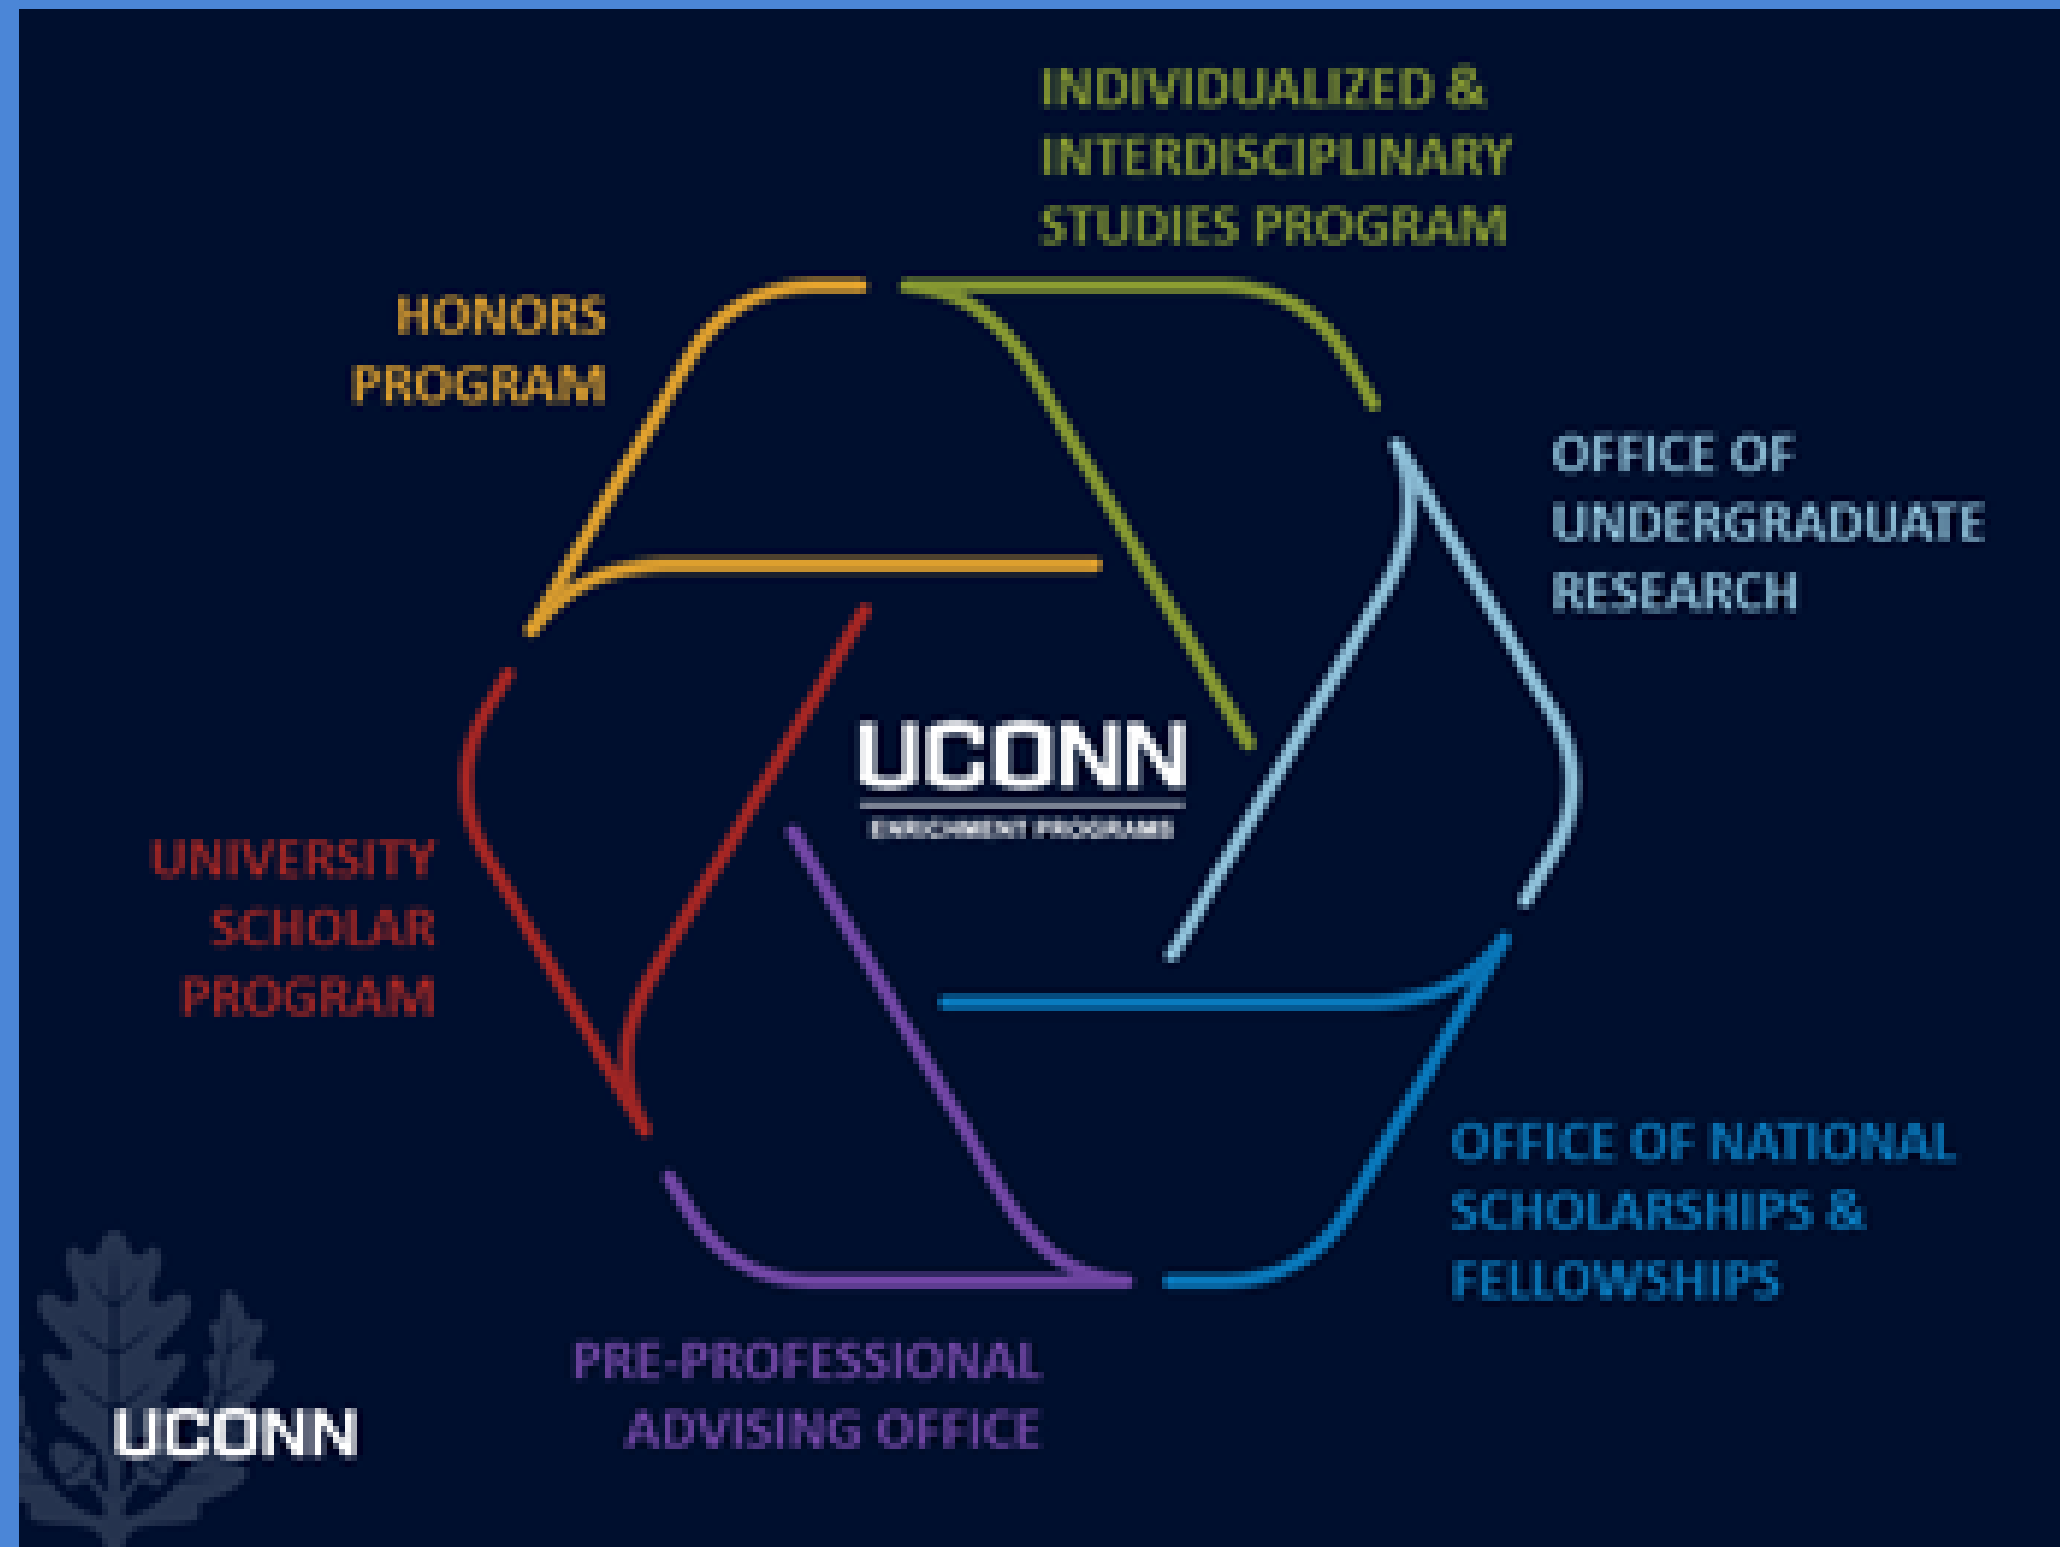 INDIVIDUALIZED &
INTERDISCIPLINARY
STUDIES PROGRAM
HONORS
PROGRAM
OFFICE OF
UNDERGRADUATE
RESEARCH
UCONN
ENRICHMENT PROGRAMS
UNIVERSITY
SCHOLAR
PROGRAM
OFFICE OF NATIONAL
SCHOLARSHIPS &
FELLOWSHIPS
PRE-PROFESSIONAL
ADVISING OFFICE
UCONN